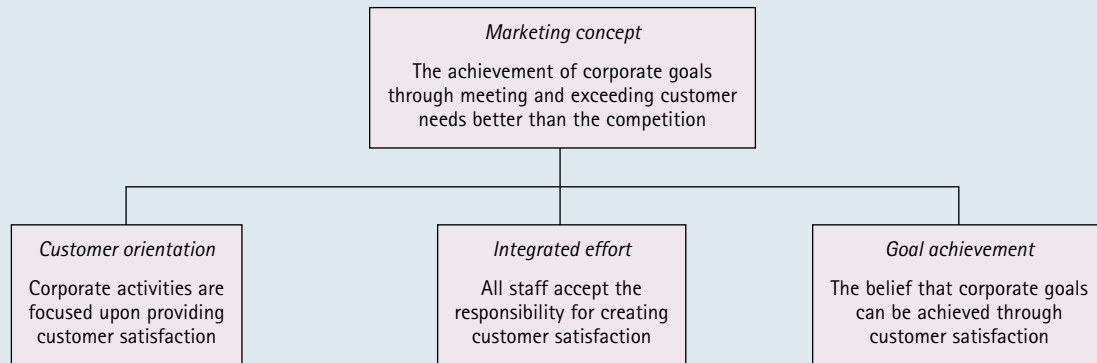 Marketing concept
The achievement of corporate goals
through meeting and exceeding customer
needs better than the competition
Customer orientation
Corporate activities are
focused upon providing
customer satisfaction
Integrated effort
All staff accept the
responsibility for creating
customer satisfaction
Goal achievement
The belief that corporate goals
can be achieved through
customer satisfaction